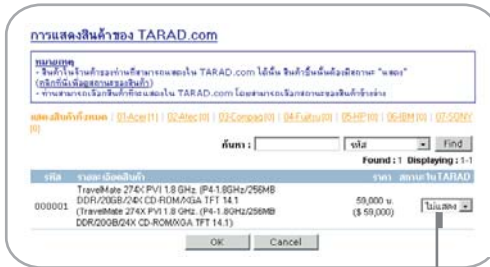 การแสดงสินค้าของ TARAD.com
หมายเหตุ
- สินค้าในร้านค้าของท่านที่สามารถแสดงใน TARAD.com ได้นั้น สินค้าชิ้นนั้นต้องมีสถานะ "แสดง"
(คลิกที่นี่เพื่อดูสถานะของสินค้า)
- ท่านสามารถเลือกสินค้าที่จะแสดงใน TARAD.com โดยสามารถเลือกสถานะของสินค้าข้างล่าง
แสดงสินค้าทั้งหมด | 01-Acer[1] | 02-Atec[0] | 03-Compaq[0] | 04-Fujitsu[0] | 05-HP[0] | 06-IBM[0] | 07-SONY
[0]
ค้นหา : รหัส Find
Found : 1 Displaying : 1-1
รหัส รายละเอียดสินค้า ราคา สถานะใน TARAD
000001 TravelMate 274X PVI 1.8 GHz. (P4-1.8GHz/256MB
DDR/20GB/24X CD-ROM/XGA TFT 14.1
(TravelMate 274X PVI 1.8 GHz. (P4-1.8GHz/256MB
DDR/20GB/24X CD-ROM/XGA TFT 14.1)
59,000 บ.
($ 59,000)
ไม่แสดง
OK Cancel